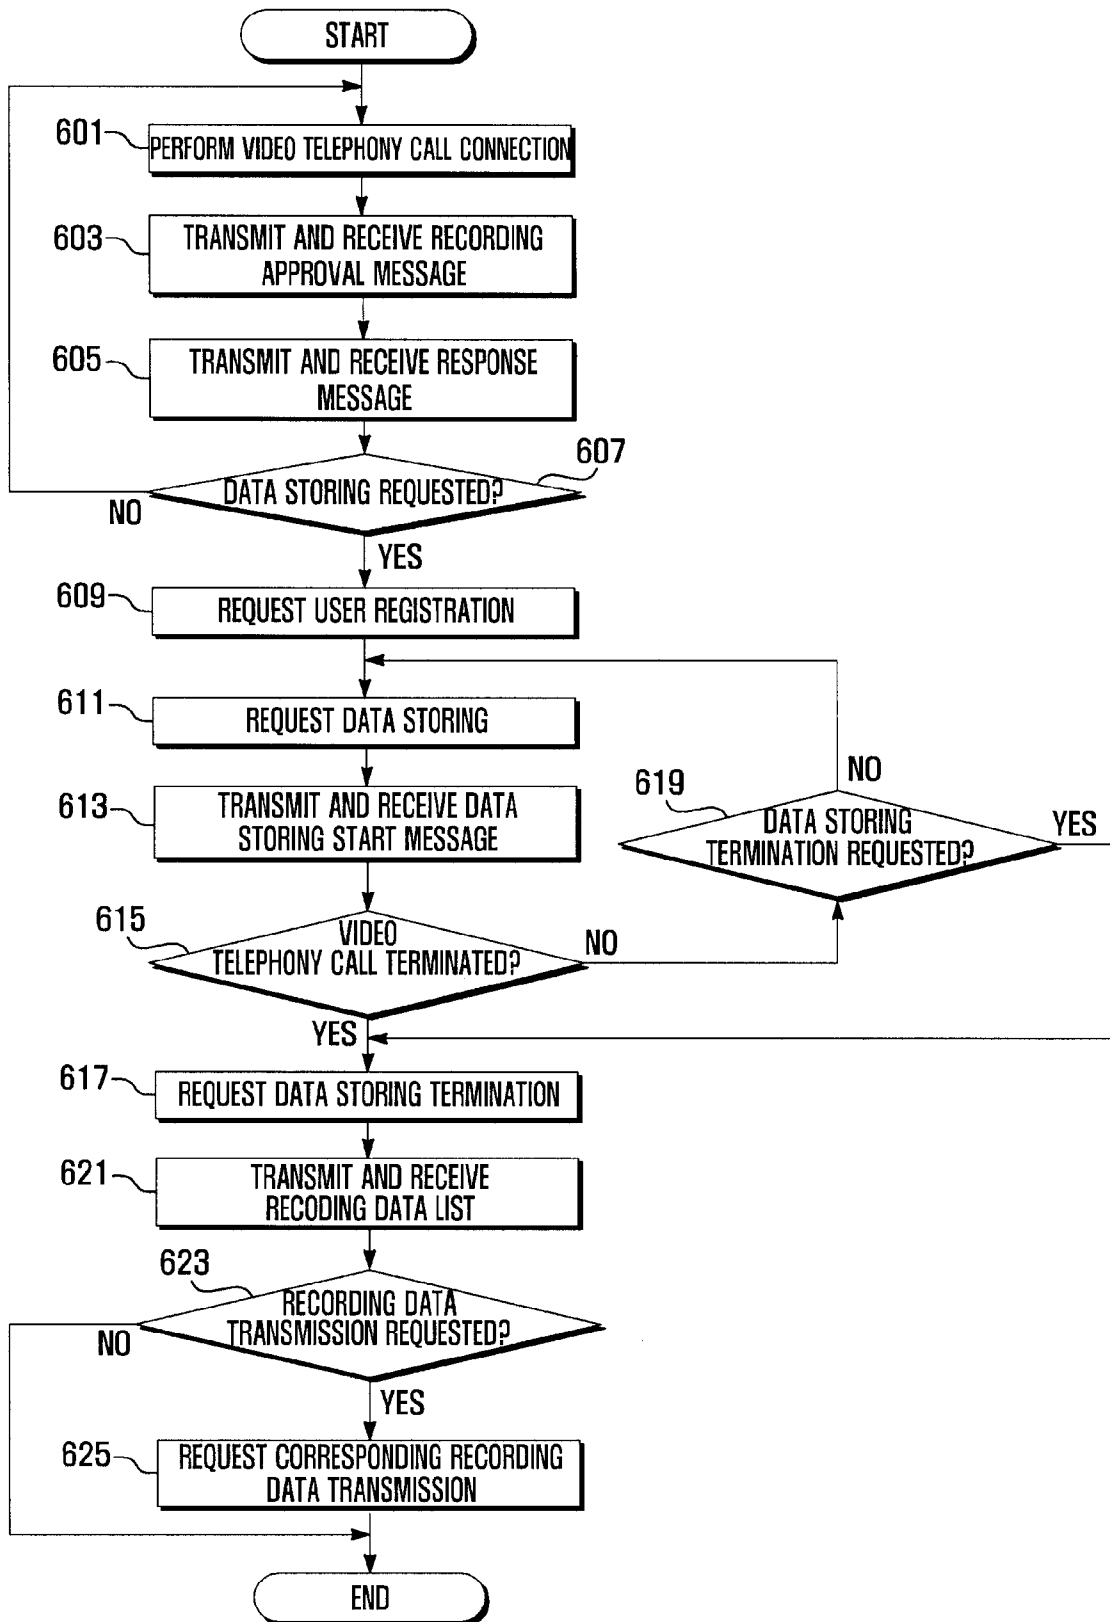 START
601
PERFORM VIDEO TELEPHONY CALL CONNECTION
603
TRANSMIT AND RECEIVE RECORDING
APPROVAL MESSAGE
605
TRANSMIT AND RECEIVE RESPONSE
MESSAGE
607
DATA STORING REQUESTED?
NO
YES
609
REQUEST USER REGISTRATION
611
REQUEST DATA STORING
613
TRANSMIT AND RECEIVE DATA
STORING START MESSAGE
NO
619
DATA STORING
TERMINATION REQUESTED?
YES
615
VIDEO
TELEPHONY CALL TERMINATED?
NO
YES
617
REQUEST DATA STORING TERMINATION
621
TRANSMIT AND RECEIVE
RECODING DATA LIST
623
RECORDING DATA
TRANSMISSION REQUESTED?
NO
YES
625
REQUEST CORRESPONDING RECORDING
DATA TRANSMISSION
END